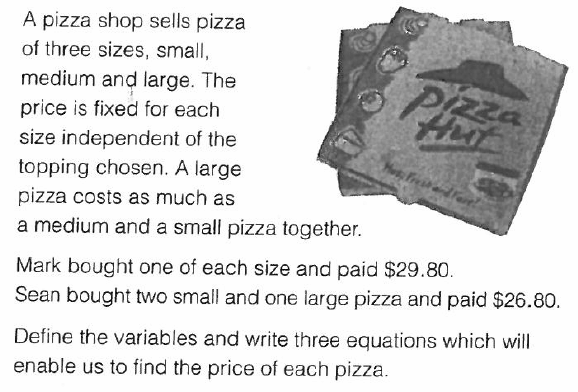 A pizza shop sells pizza
of three sizes, small,
medium and large. The
price is fixed for each
size independent of the
topping chosen. A large
pizza costs as much as
a medium and a small pizza together.
Pizza
Hut
Mark bought one of each size and paid $29.80.
Sean bought two small and one large pizza and paid $26.80.
Define the variables and write three equations which will
enable us to find the price of each pizza.